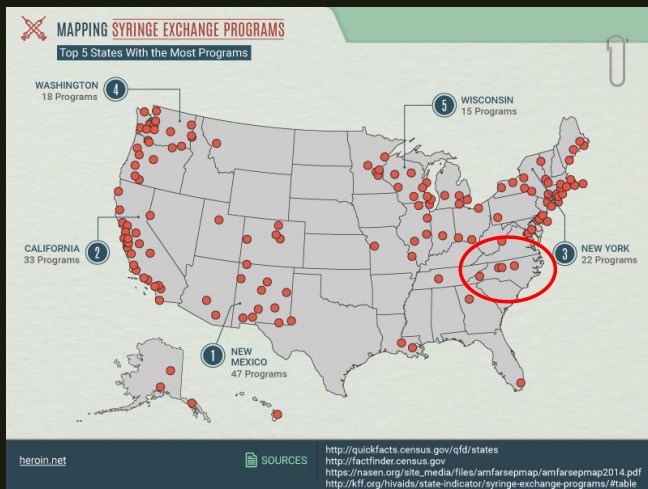 MAPPING SYRINGE EXCHANGE PROGRAMS
Top 5 States With the Most Programs
WASHINGTON
18 Programs
4
5
WISCONSIN
15 Programs
CALIFORNIA
33 Programs
2
3
NEW YORK
22 Programs
1
NEW
MEXICO
47 Programs
heroin.net
SOURCES
http://quickfacts.census.gov/qfd/states
http://factfinder.census.gov
https://nasen.org/site_media/files/amfarsepmap/amfarsepmap2014.pdf
http://kff.org/hivaids/state-indicator/syringe-exchange-programs/#table